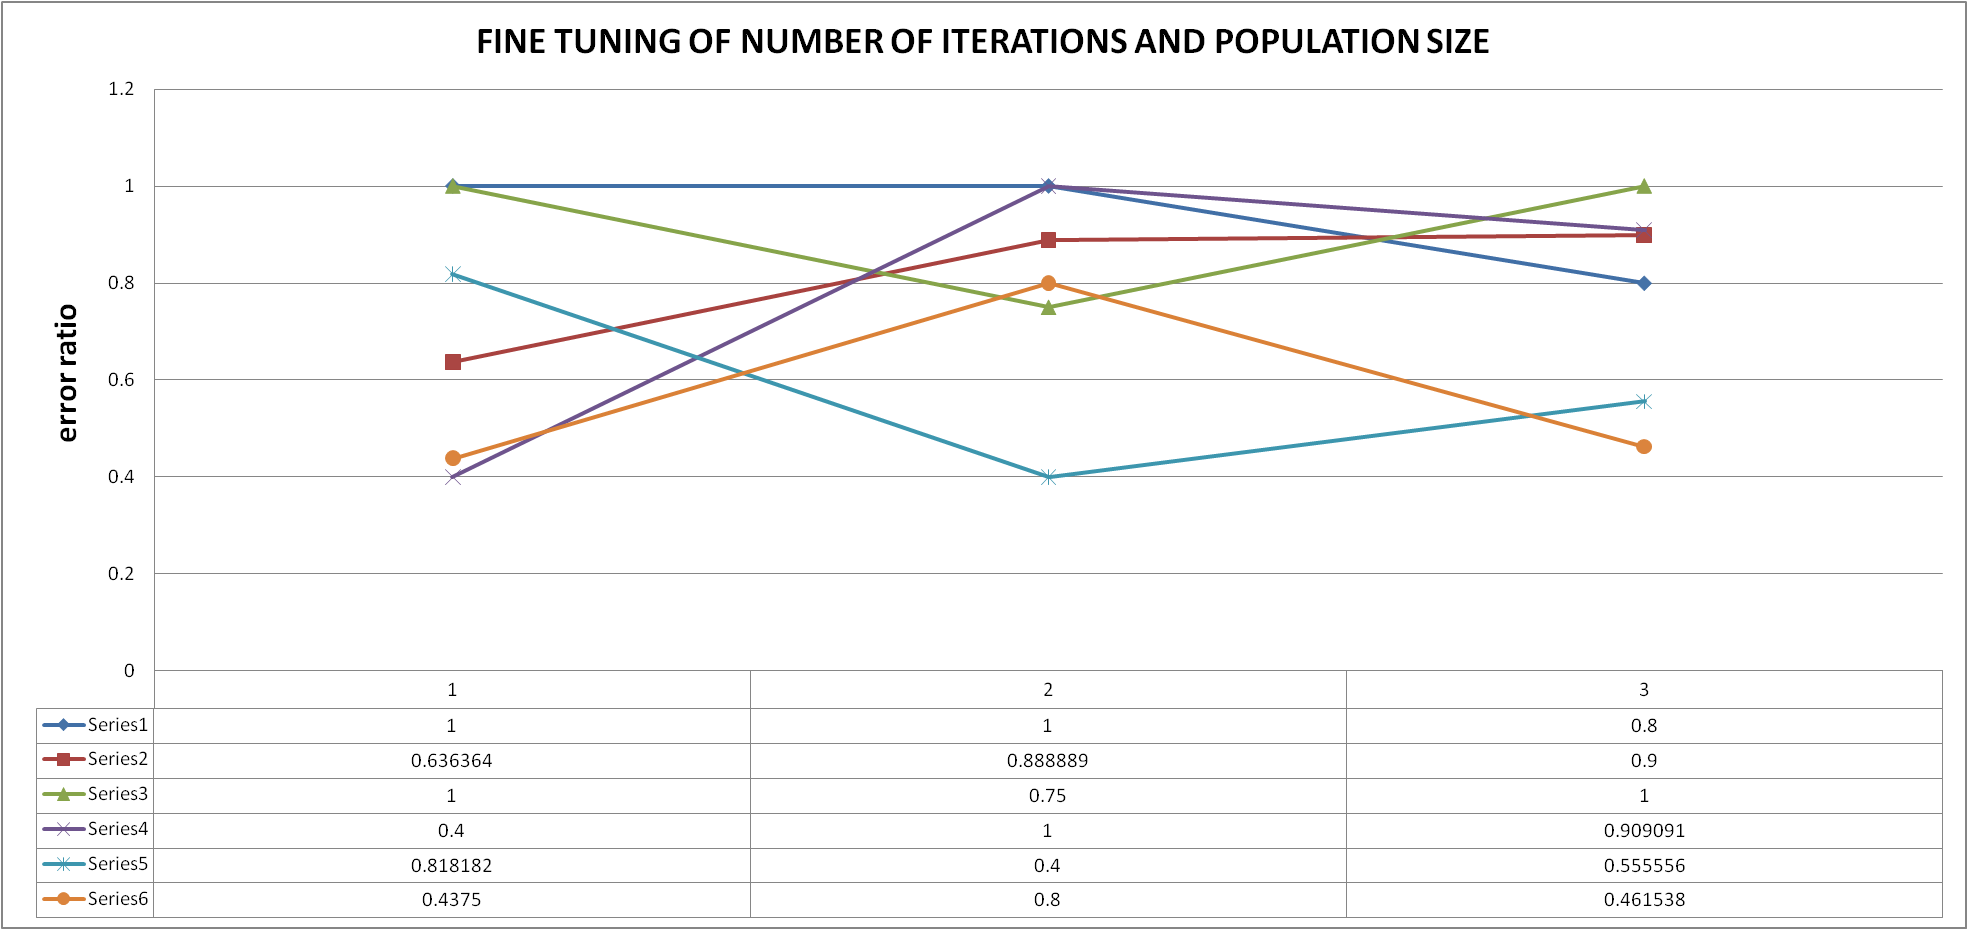 FINE TUNING OF NUMBER OF ITERATIONS AND POPULATION SIZE
1.2
1
0.8
0.6
0.4
0.2
0
error ratio
1 2 3
Series1 1 1 0.8
Series2 0.636364 0.888889 0.9
Series3 1 0.75 1
Series4 0.4 1 0.909091
Series5 0.818182 0.4 0.555556
Series6 0.4375 0.8 0.461538